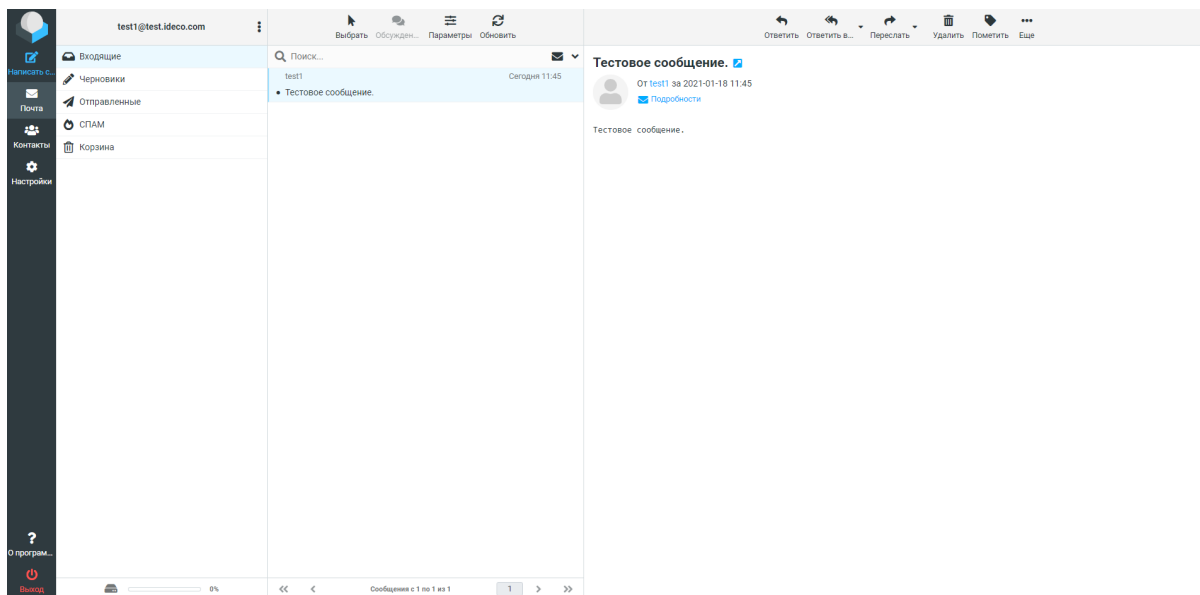 Написать с...
Почта
Контакты
Настройки
О програм...
Выход
test1@test.ideco.com
Входящие
Черновики
Отправленные
СПАМ
Корзина
0%
Выбрать Обсужден... Параметры Обновить
Поиск...
test1 Сегодня 11:45
• Тестовое сообщение.
Сообщения с 1 по 1 из 1 1
Ответить Ответить в... Переслать Удалить Пометить Еще
Тестовое сообщение.
От test1 за 2021-01-18 11:45
Подробности
Тестовое сообщение.